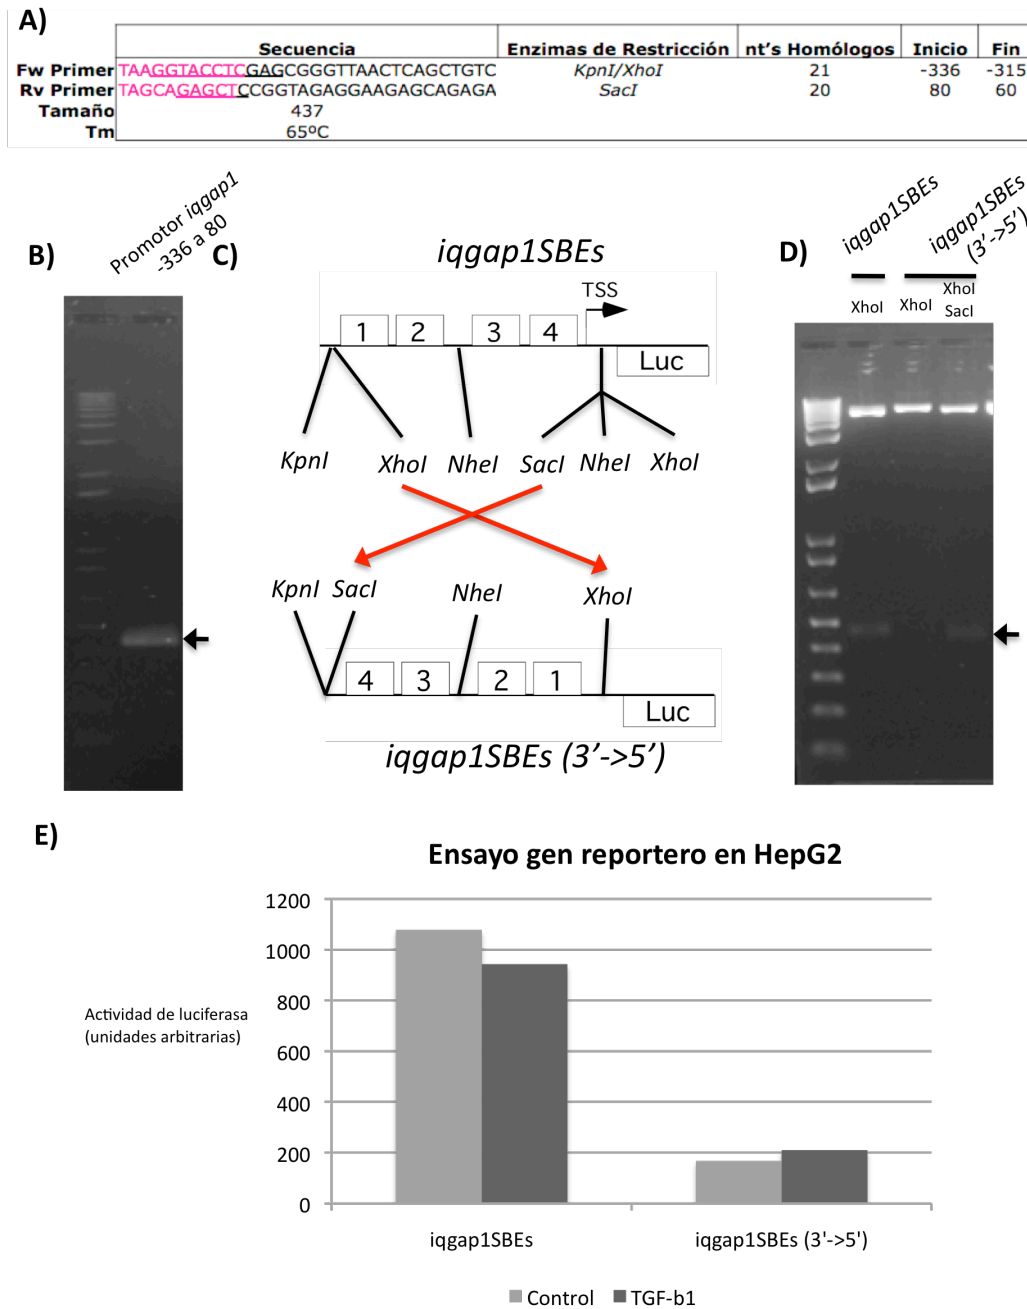 A)
Secuencia Enzimas de Restricción nt's Homólogos Inicio Fin
Fw Primer TAAGGTACCTCGAGCGGGTTAACTCAGCTGTC KpnI/XhoI 21 -336 -315
Rv Primer TAGCAGAGCTCCCGGTAGAGGAAGAGCAGAGA SacI 20 80 60
Tamaño 437
Tm 65ºC
B)
Promotor iqgap1
-336 a 80
C)
iqgap1SBEs
TSS
1 2 3 4
Luc
KpnI XhoI NheI SacI NheI XhoI
KpnI SacI NheI XhoI
4 3 2 1
Luc
iqgap1SBEs (3'->5')
D)
iqgap1SBEs
iqgap1SBEs
(3'->5')
XhoI XhoI XhoI
SacI
E)
Ensayo gen reportero en HepG2
1200
1000
800
600
400
200
0
Actividad de luciferasa
(unidades arbitrarias)
iqgap1SBEs iqgap1SBEs (3'->5')
Control TGF-b1